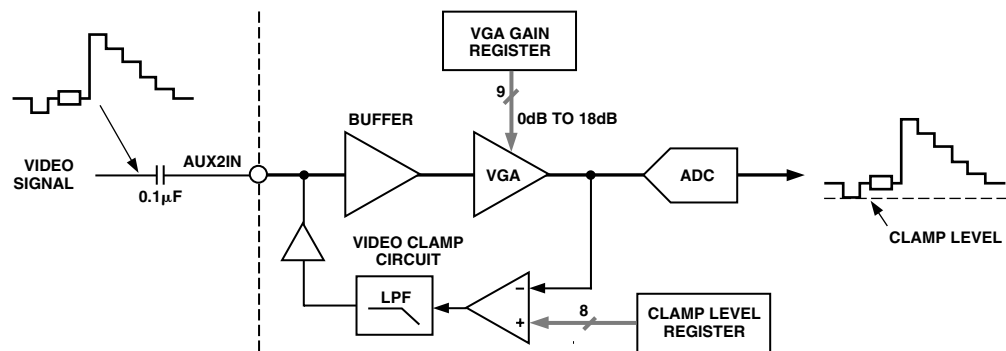 VGA GAIN
REGISTER
9
0dB TO 18dB
BUFFER
VIDEO
SIGNAL
AUX2IN
0.1μF
VGA
ADC
CLAMP LEVEL
VIDEO CLAMP
CIRCUIT
LPF
–
+
8
CLAMP LEVEL
REGISTER